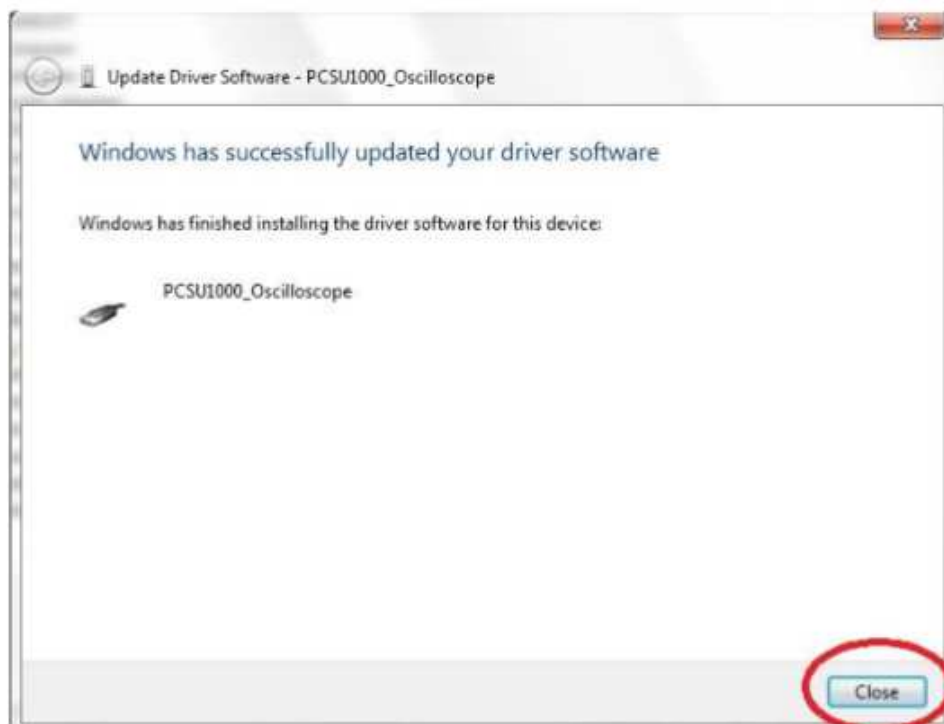 Update Driver Software - PCSU1000_Oscilloscope
Windows has successfully updated your driver software
Windows has finished installing the driver software for this device:
PCSU1000_Oscilloscope
Close